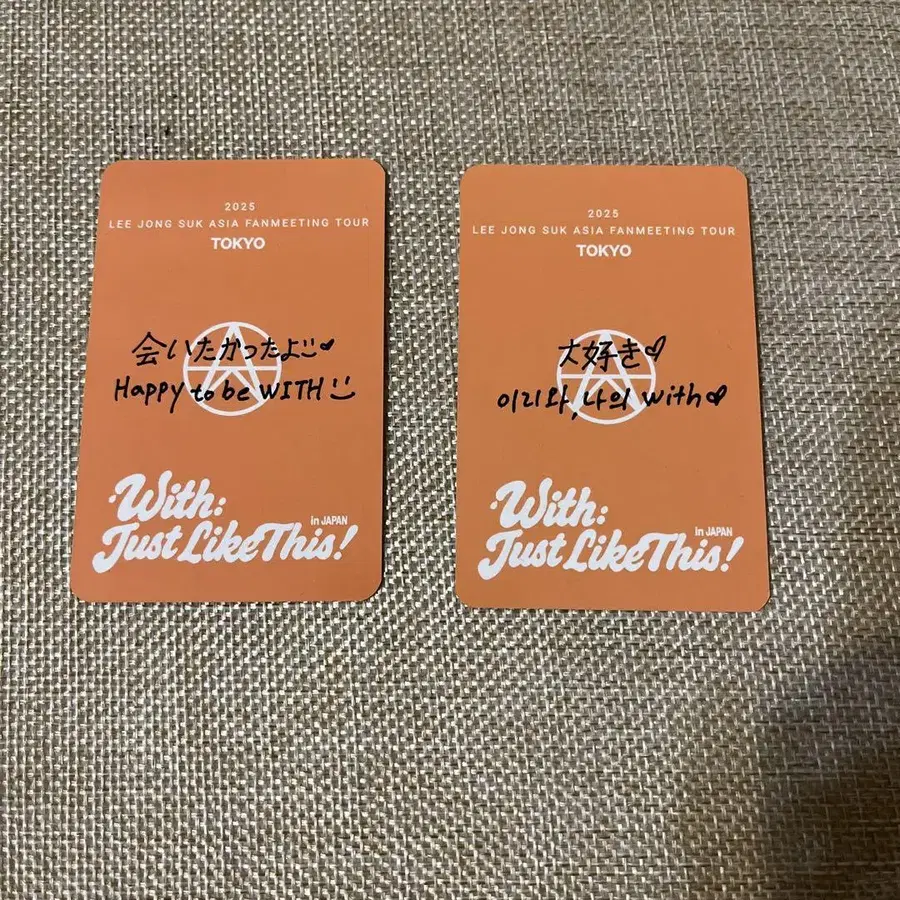 2025
LEE JONG SUK ASIA FANMEETING TOUR
TOKYO
会いたかったよ
Happy to be WITH
With:
in JAPAN
Just Like This!
2025
LEE JONG SUK ASIA FANMEETING TOUR
TOKYO
大好き
이리와, 나의 with
With:
in JAPAN
Just Like This!